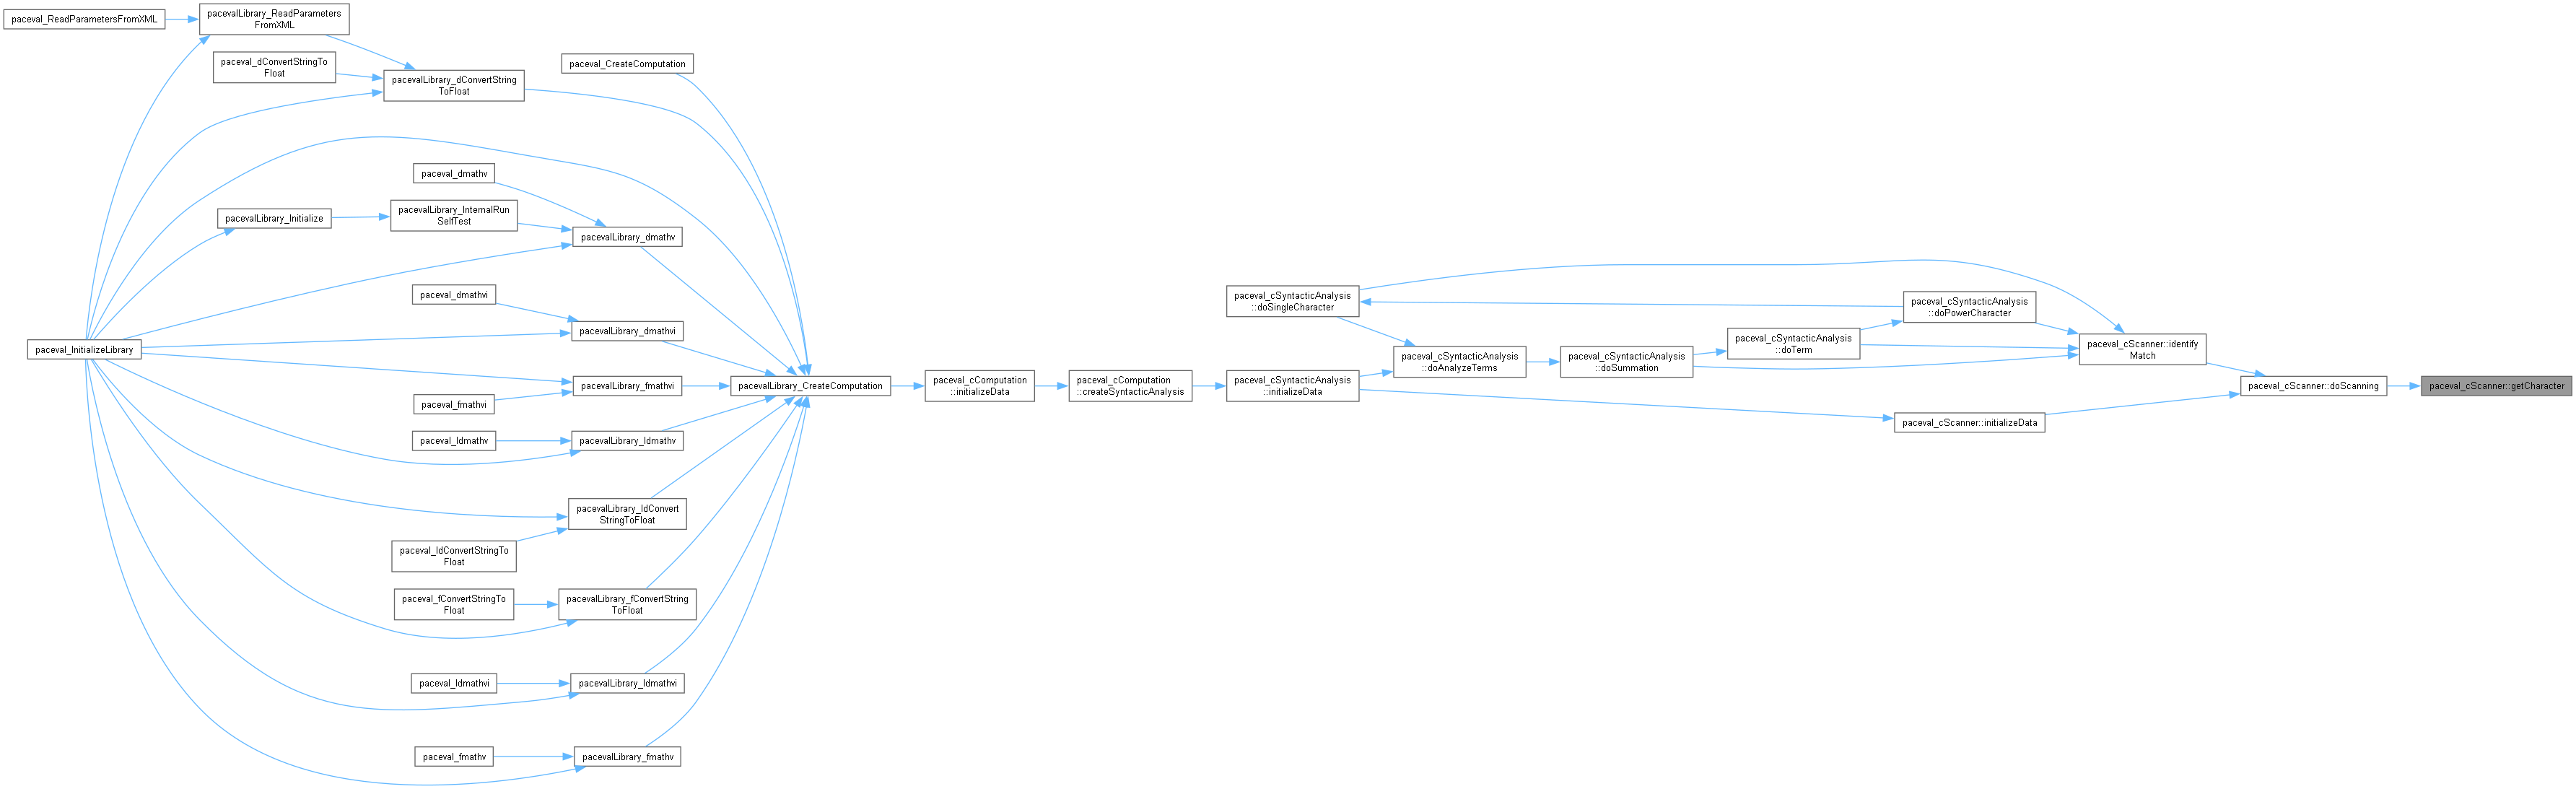 paceval_ReadParametersFromXML
pacevalLibrary_ReadParameters
FromXML
paceval_dConvertStringTo
Float
pacevalLibrary_dConvertString
ToFloat
paceval_CreateComputation
paceval_dmathv
pacevalLibrary_InternalRun
SelfTest
pacevalLibrary_Initialize
pacevalLibrary_dmathv
paceval_dmathvi
pacevalLibrary_dmathvi
paceval_InitializeLibrary
pacevalLibrary_fmathvi
paceval_fmathvi
paceval_ldmathv
pacevalLibrary_ldmathv
pacevalLibrary_ldConvert
StringToFloat
paceval_ldConvertStringTo
Float
paceval_fConvertStringTo
Float
pacevalLibrary_fConvertString
ToFloat
paceval_ldmathvi
pacevalLibrary_ldmathvi
paceval_fmathv
pacevalLibrary_fmathv
pacevalLibrary_CreateComputation
paceval_cComputation
::initializeData
paceval_cComputation
::createSyntacticAnalysis
paceval_cSyntacticAnalysis
::doSingleCharacter
paceval_cSyntacticAnalysis
::initializeData
paceval_cSyntacticAnalysis
::doAnalyzeTerms
paceval_cSyntacticAnalysis
::doSummation
paceval_cSyntacticAnalysis
::doTerm
paceval_cSyntacticAnalysis
::doPowerCharacter
paceval_cScanner::identify
Match
paceval_cScanner::initializeData
paceval_cScanner::doScanning
paceval_cScanner::getCharacter